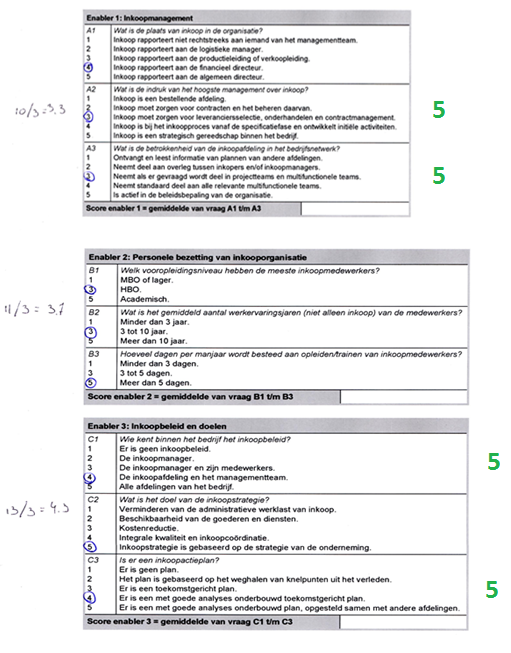 Enabler 1: Inkoopmanagement
A1 Wat is de plaats van inkoop in de organisatie?
1 Inkoop rapporteert niet rechtstreeks aan iemand van het managementteam.
2 Inkoop rapporteert aan de logistieke manager.
3 Inkoop rapporteert aan de productieleiding of verkoopleiding.
4 Inkoop rapporteert aan de financieel directeur.
5 Inkoop rapporteert aan de algemeen directeur.
A2 Wat is de indruk van het hoogste management over inkoop?
1 Inkoop is een bestellende afdeling.
2 Inkoop moet zorgen voor contracten en het beheren daarvan.
3 Inkoop moet zorgen voor leveranciersselectie, onderhandelen en contractmanagement.
4 Inkoop is bij het inkoopproces vanaf de specificatiefase en ontwikkelt initiële activiteiten.
5 Inkoop is een strategisch gereedschap binnen het bedrijf.
10/3=3.3
5
A3 Wat is de betrokkenheid van de inkoopafdeling in het bedrijfsnetwerk?
1 Ontvangt en leest informatie van plannen van andere afdelingen.
2 Neemt deel aan overleg tussen inkopers en/of inkoopmanagers.
3 Neemt als er gevraagd wordt deel in projectteams en multifunctionele teams.
4 Neemt standaard deel aan alle relevante multifunctionele teams.
5 Is actief in de beleidsbepaling van de organisatie.
5
Score enabler 1 = gemiddelde van vraag A1 t/m A3
Enabler 2: Personele bezetting van inkooporganisatie
B1 Welk vooropleidingsniveau hebben de meeste inkoopmedewerkers?
1 MBO of lager.
3 HBO.
5 Academisch.
B2 Wat is het gemiddeld aantal werkervaringsjaren (niet alleen inkoop) van de medewerkers?
1 Minder dan 3 jaar.
3 3 tot 10 jaar.
5 Meer dan 10 jaar.
11/3 = 3.7
B3 Hoeveel dagen per manjaar wordt besteed aan opleiden/trainen van inkoopmedewerkers?
1 Minder dan 3 dagen.
3 3 tot 5 dagen.
5 Meer dan 5 dagen.
Score enabler 2 = gemiddelde van vraag B1 t/m B3
Enabler 3: Inkoopbeleid en doelen
C1 Wie kent binnen het bedrijf het inkoopbeleid?
1 Er is geen inkoopbeleid.
2 De inkoopmanager.
3 De inkoopmanager en zijn medewerkers.
4 De inkoopafdeling en het managementteam.
5 Alle afdelingen van het bedrijf.
5
C2 Wat is het doel van de inkoopstrategie?
1 Verminderen van de administratieve werklast van inkoop.
2 Beschikbaarheid van de goederen en diensten.
3 Kostenreductie.
4 Integrale kwaliteit en inkoopcoördinatie.
5 Inkoopstrategie is gebaseerd op de strategie van de onderneming.
13/3 = 4.3
C3 Is er een inkoopactieplan?
1 Er is geen plan.
2 Het plan is gebaseerd op het weghalen van knelpunten uit het verleden.
3 Er is een toekomstgericht plan.
4 Er is een met goede analyses onderbouwd toekomstgericht plan.
5 Er is een met goede analyses onderbouwd plan, opgesteld samen met andere afdelingen.
5
Score enabler 3 = gemiddelde van vraag C1 t/m C3